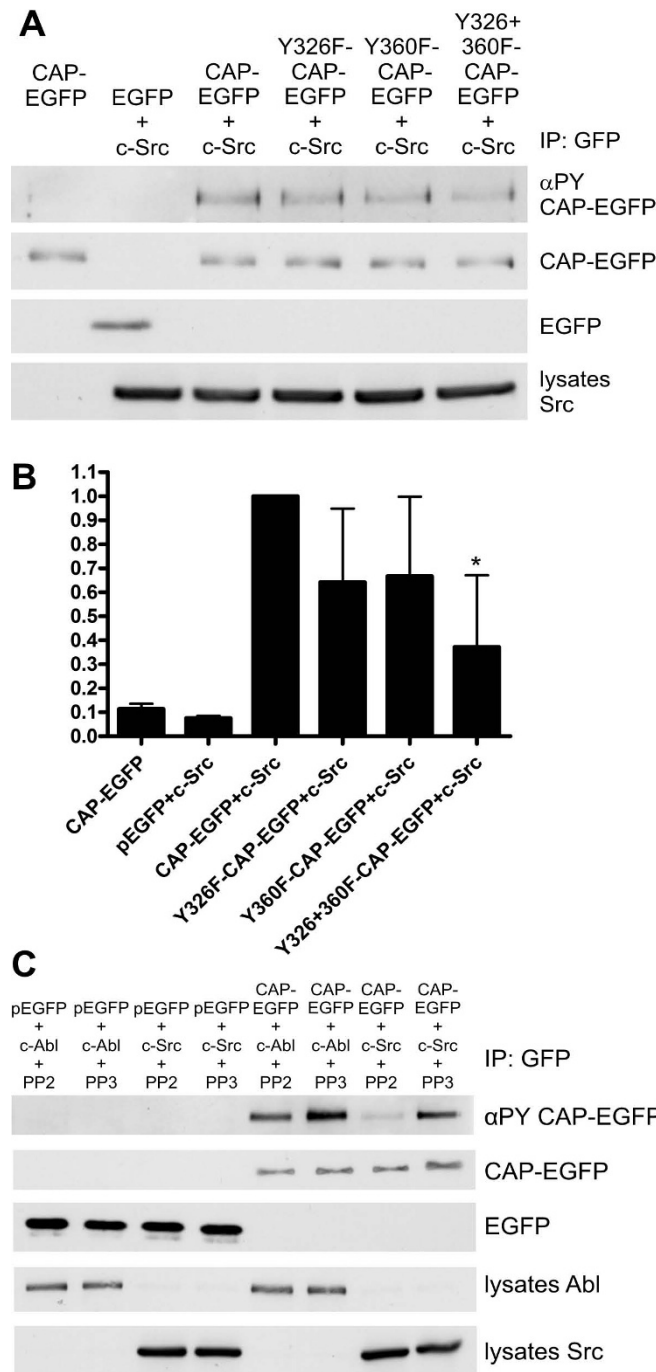 A
CAP-
EGFP
EGFP
+
c-Src
CAP-
EGFP
+
c-Src
Y326F-
CAP-
EGFP
+
c-Src
Y360F-
CAP-
EGFP
+
c-Src
Y326+
360F-
CAP-
EGFP
+
c-Src
IP: GFP
αPY
CAP-EGFP
CAP-EGFP
EGFP
lysates
Src
B
1.1
1.0
0.9
0.8
0.7
0.6
0.5
0.4
0.3
0.2
0.1
0.0
*
CAP-EGFP
pEGFP+c-Src
CAP-EGFP+c-Src
Y326F-CAP-EGFP+c-Src
Y360F-CAP-EGFP+c-Src
Y326+360F-CAP-EGFP+c-Src
C
pEGFP
+
c-Abl
+
PP2
pEGFP
+
c-Abl
+
PP3
pEGFP
+
c-Src
+
PP2
pEGFP
+
c-Src
+
PP3
CAP-
EGFP
+
c-Abl
+
PP2
CAP-
EGFP
+
c-Abl
+
PP3
CAP-
EGFP
+
c-Src
+
PP2
CAP-
EGFP
+
c-Src
+
PP3
IP: GFP
αPY CAP-EGFP
CAP-EGFP
EGFP
lysates Abl
lysates Src